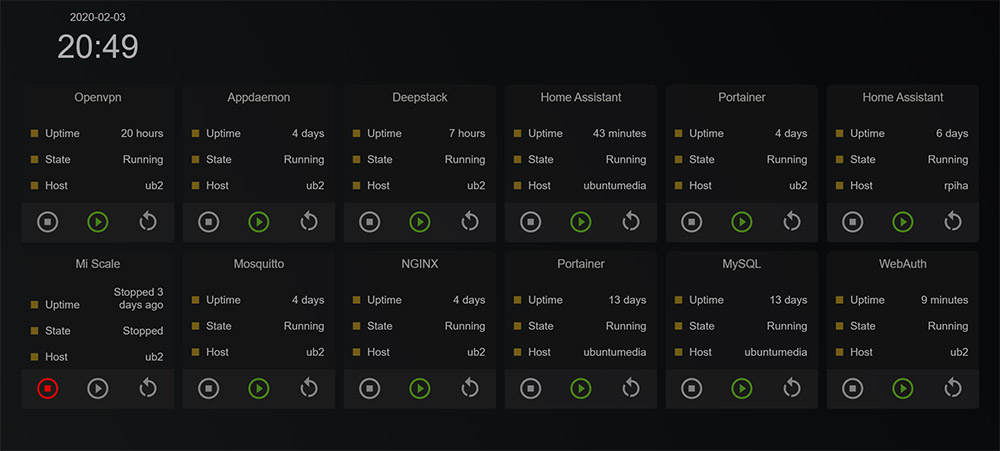 2020-02-03
20:49
Openvpn
Uptime 20 hours
State Running
Host ub2
Appdaemon
Uptime 4 days
State Running
Host ub2
Deepstack
Uptime 7 hours
State Running
Host ub2
Home Assistant
Uptime 43 minutes
State Running
Host ubuntumedia
Portainer
Uptime 4 days
State Running
Host ub2
Home Assistant
Uptime 6 days
State Running
Host rpiha
Mi Scale
Uptime Stopped 3
days ago
State Stopped
Host ub2
Mosquitto
Uptime 4 days
State Running
Host ub2
NGINX
Uptime 4 days
State Running
Host ub2
Portainer
Uptime 13 days
State Running
Host ubuntumedia
MySQL
Uptime 13 days
State Running
Host ubuntumedia
WebAuth
Uptime 9 minutes
State Running
Host ub2